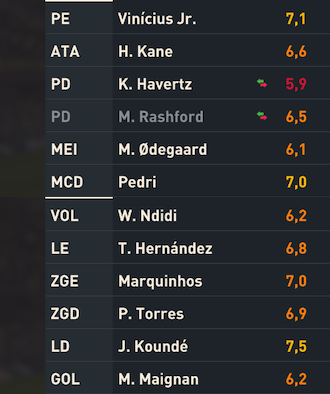 PE Vinícius Jr. 7,1
ATA H. Kane 6,6
PD K. Havertz 5,9
PD M. Rashford 6,5
MEI M. Ødegaard 6,1
MCD Pedri 7,0
VOL W. Ndidi 6,2
LE T. Hernández 6,8
ZGE Marquinhos 7,0
ZGD P. Torres 6,9
LD J. Koundé 7,5
GOL M. Maignan 6,2